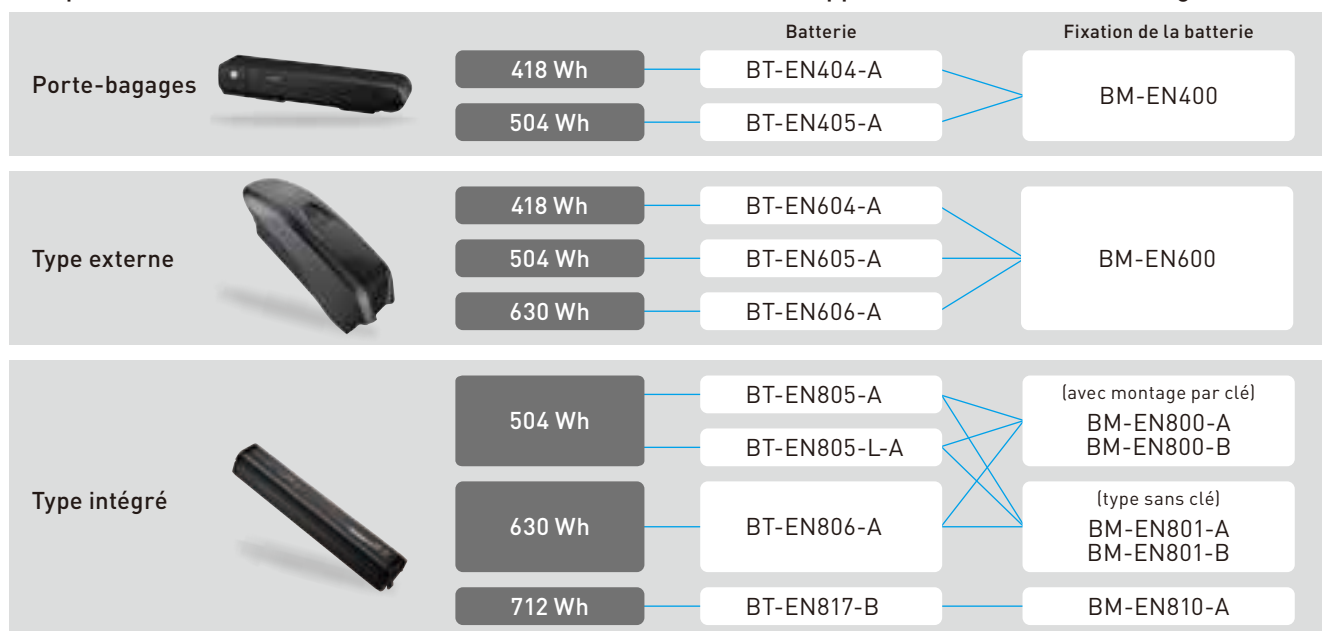 Batterie
Fixation de la batterie
Porte-bagages
418 Wh
BT-EN404-A
504 Wh
BT-EN405-A
BM-EN400
Type externe
418 Wh
BT-EN604-A
504 Wh
BT-EN605-A
630 Wh
BT-EN606-A
BM-EN600
Type intégré
504 Wh
BT-EN805-A
BT-EN805-L-A
(avec montage par clé)
BM-EN800-A
BM-EN800-B
630 Wh
BT-EN806-A
(type sans clé)
BM-EN801-A
BM-EN801-B
712 Wh
BT-EN817-B
BM-EN810-A